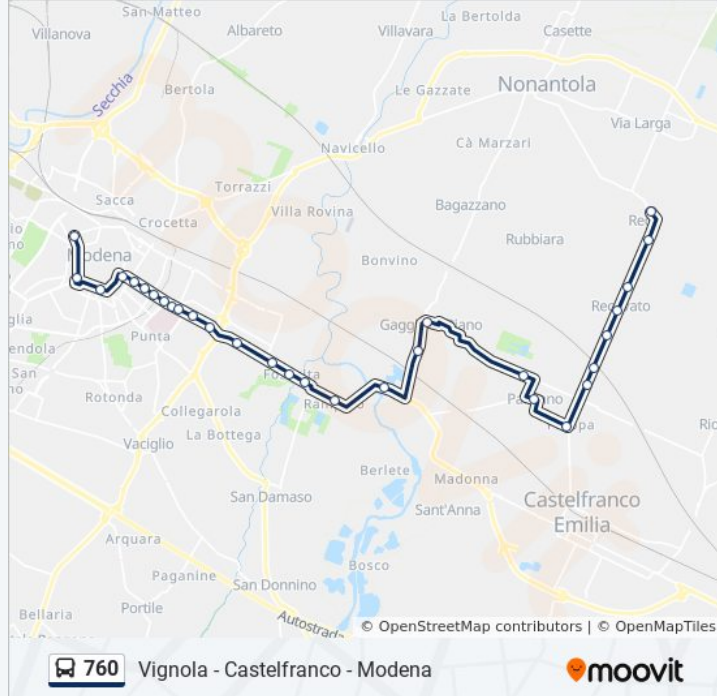 San Matteo
La Bertolda
Villanova
Albareto
Villavara
Casette
Secchia
Nonantola
Bertola
Le Gazzate
Via Larga
Navicello
Cà Marzari
Torrazzi
Sacca
Villa Rovina
Bagazzano
Crocetta
Rubbiara
Modena
Bonvino
Punta
San
Rotonda
Collegarola
La Bottega
Vaciglio
Berlete
Madonna
San Damaso
Sant'Anna
Castelfranco
Emilia
Arquara
Bosco
Paganine
San Donnino
Portile
Bellaria
Autostrada
© OpenStreetMap contributors | © OpenMapTiles
760 Vignola - Castelfranco - Modena
moovit